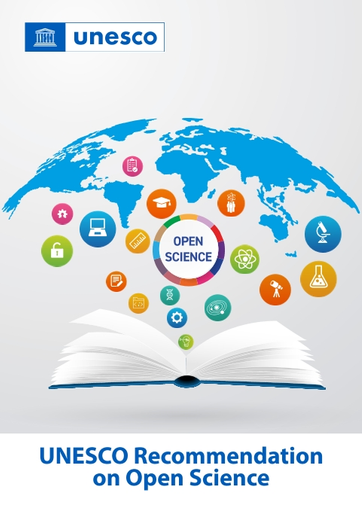 unesco
OPEN
SCIENCE
UNESCO Recommendation
on Open Science